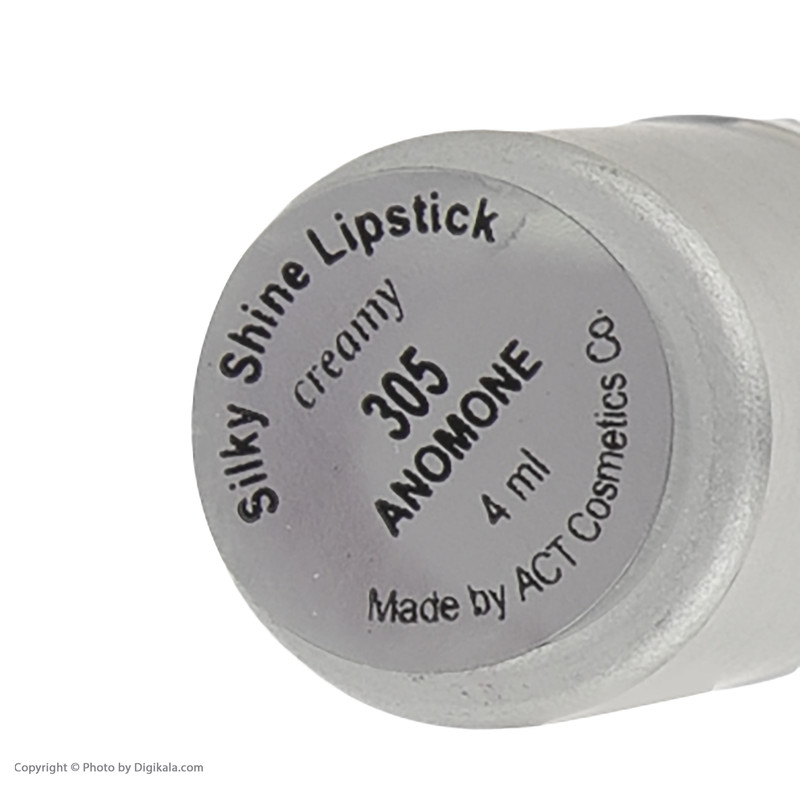 Silky Shine Lipstick
creamy
305
ANOMONE
4 ml
Made by ACT Cosmetics Co.
Copyright © Photo by Digikala.com